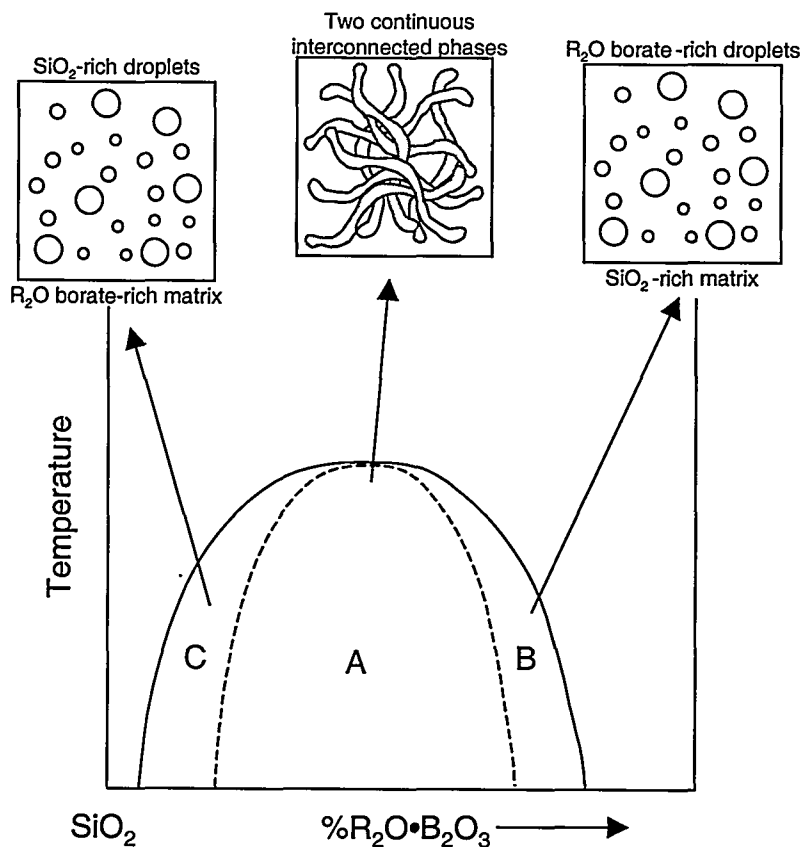 Two continuous
interconnected phases
SiO₂-rich droplets
R₂O borate-rich droplets
R₂O borate-rich matrix
SiO₂-rich matrix
Temperature
C
A
B
SiO₂
%R₂O•B₂O₃